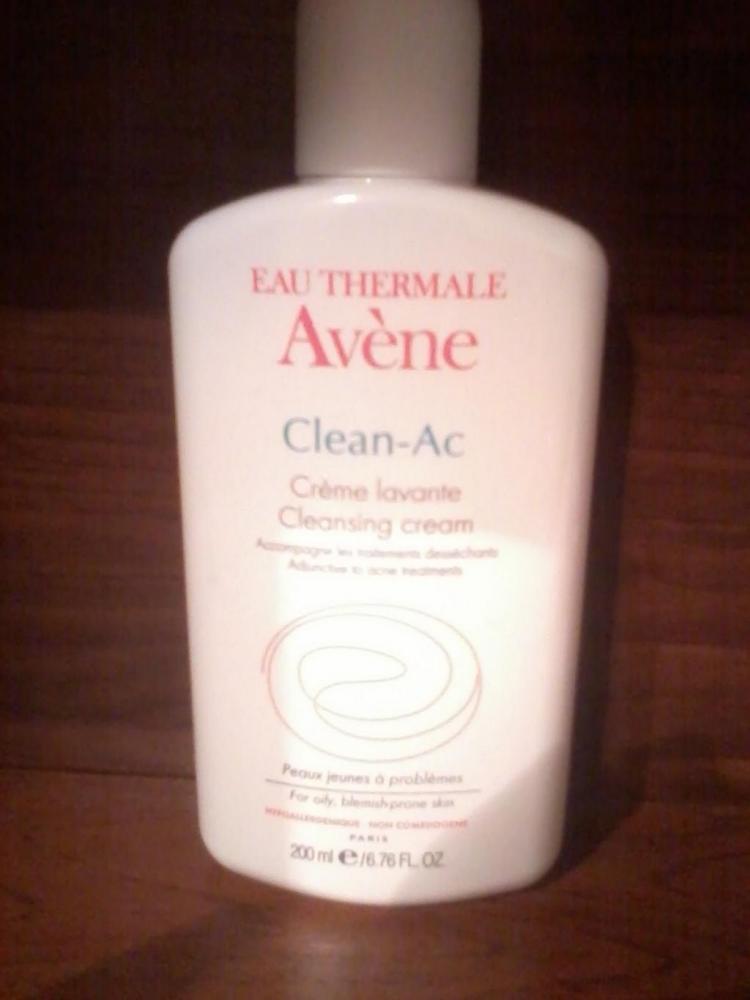 EAU THERMALE
Avène
Clean-Ac
Crème lavante
Cleansing cream
Accompagne les traitements desséchants
Adjunctive to acne treatments
Peaux jeunes à problèmes
For oily, blemish-prone skin
HYPOALLERGENIQUE - NON COMEDOGENE
PARIS
200 ml e/6.76 FL. OZ.